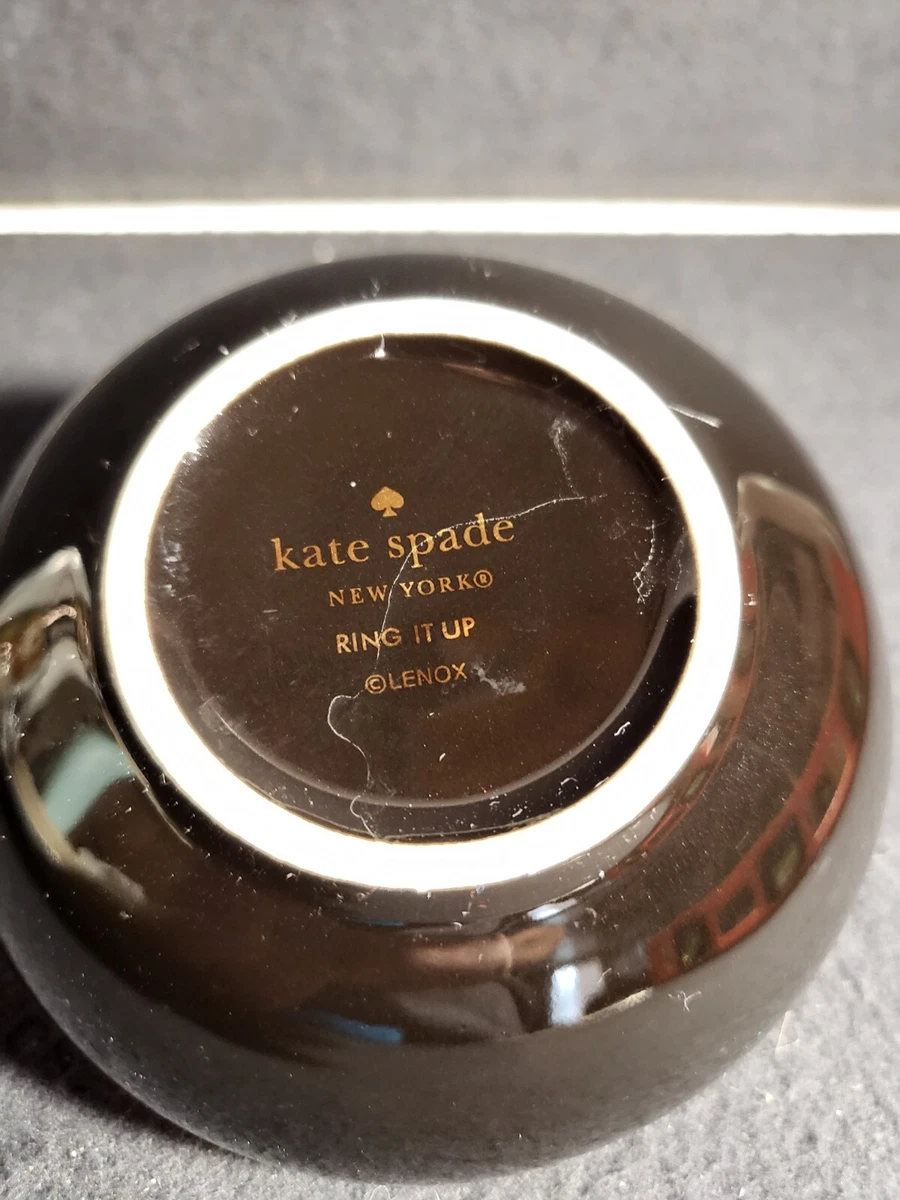 kate spade
NEW YORK®
RING IT UP
©LENOX